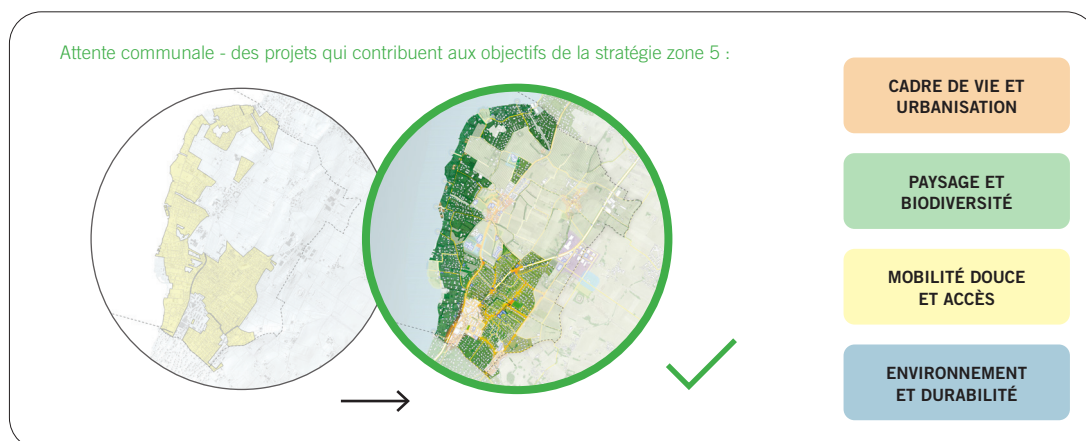 Attente communale - des projets qui contribuent aux objectifs de la stratégie zone 5 :
CADRE DE VIE ET
URBANISATION
PAYSAGE ET
BIODIVERSITÉ
MOBILITÉ DOUCE
ET ACCÈS
ENVIRONNEMENT
ET DURABILITÉ